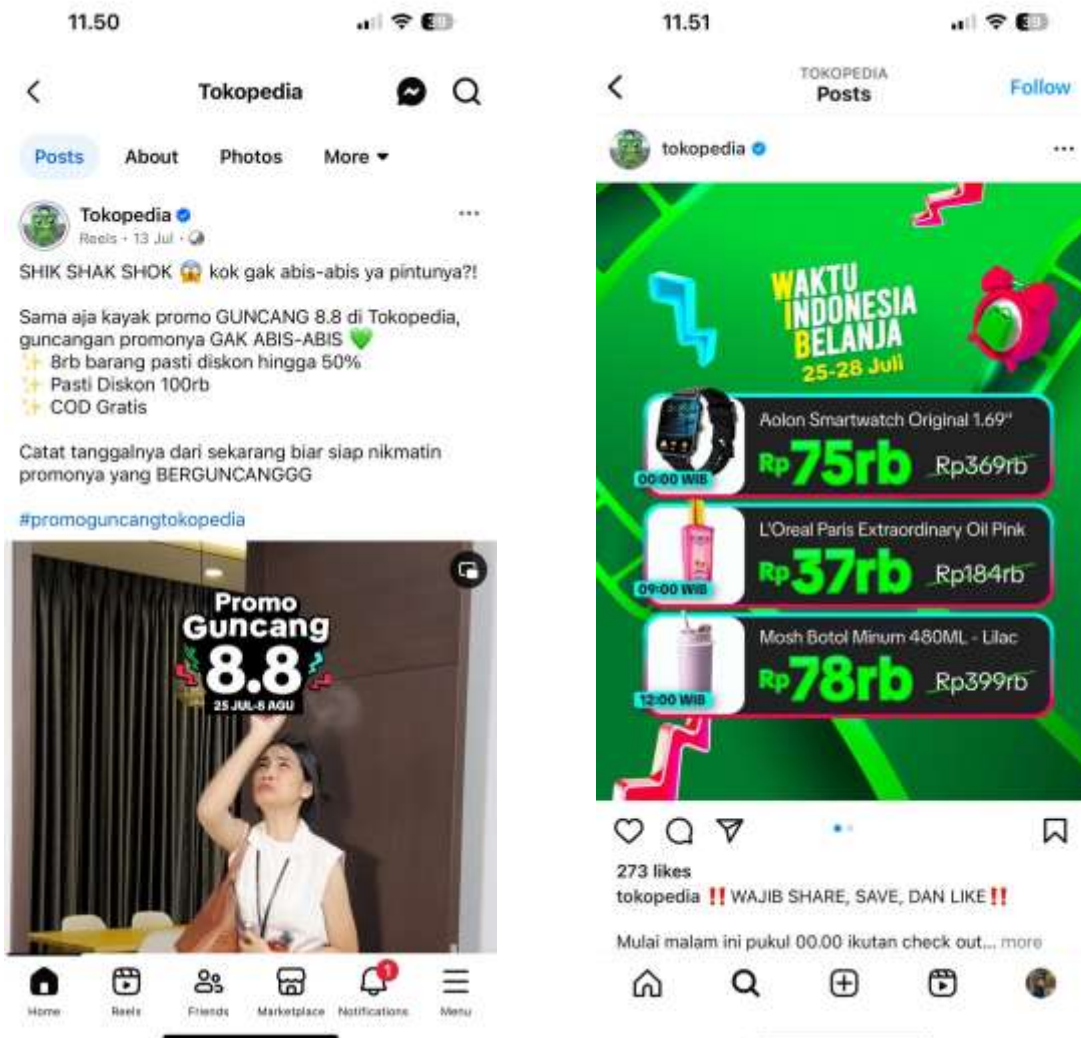 11.50
39
Tokopedia
Posts About Photos More
Tokopedia
Reels · 13 Jul ·
SHIK SHAK SHOK 😱 kok gak abis-abis ya pintunya?!
Sama aja kayak promo GUNCANG 8.8 di Tokopedia,
guncangan promonya GAK ABIS-ABIS 💚
✨ 8rb barang pasti diskon hingga 50%
✨ Pasti Diskon 100rb
✨ COD Gratis
Catat tanggalnya dari sekarang biar siap nikmatin
promonya yang BERGUNCANGGG
#promoguncangtokopedia
Promo
Guncang
8.8
25 JUL-8 AGU
1
Home Reels Friends Marketplace Notifications Menu
11.51
39
TOKOPEDIA
Posts
Follow
tokopedia
WAKTU
INDONESIA
BELANJA
25-28 Juli
Aolon Smartwatch Original 1.69"
Rp75rb Rp369rb
00:00 WIB
L'Oreal Paris Extraordinary Oil Pink
Rp37rb Rp184rb
09:00 WIB
Mosh Botol Minum 480ML - Lilac
Rp78rb Rp399rb
12:00 WIB
273 likes
tokopedia ‼️ WAJIB SHARE, SAVE, DAN LIKE ‼️
Mulai malam ini pukul 00.00 ikutan check out... more